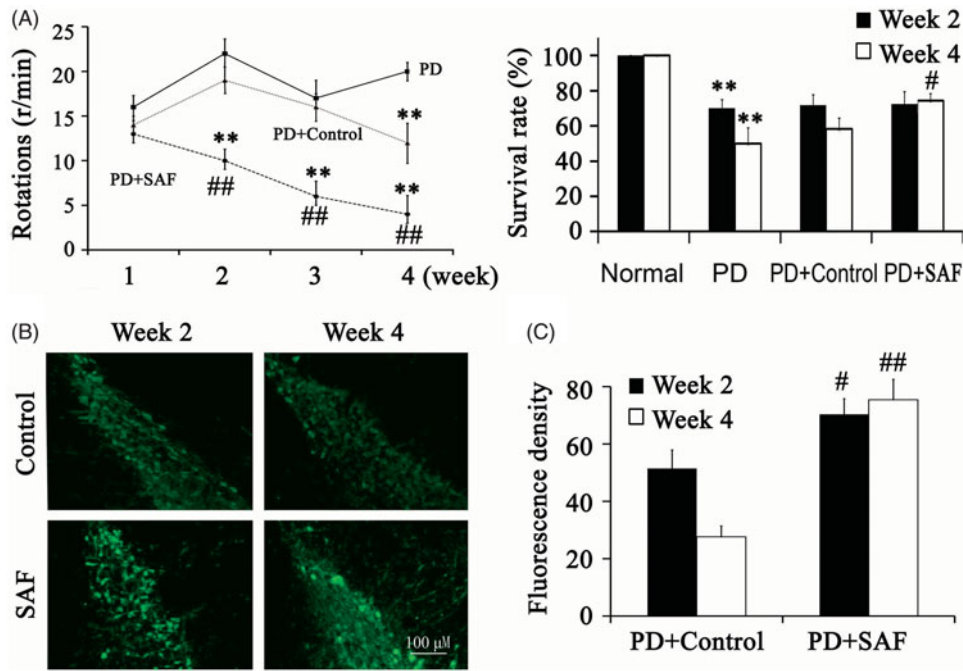 (A)
Rotations (r/min)
25
20
15
10
5
0
1 2 3 4 (week)
PD
PD+Control
PD+SAF
**
##
**
##
**
**
##
Survival rate (%)
100
80
60
40
20
0
Week 2
Week 4
**
**
#
Normal PD PD+Control PD+SAF
(B)
Week 2 Week 4
Control
SAF
100 μM
(C)
Fluorescence density
80
60
40
20
0
Week 2
Week 4
# ##
PD+Control PD+SAF